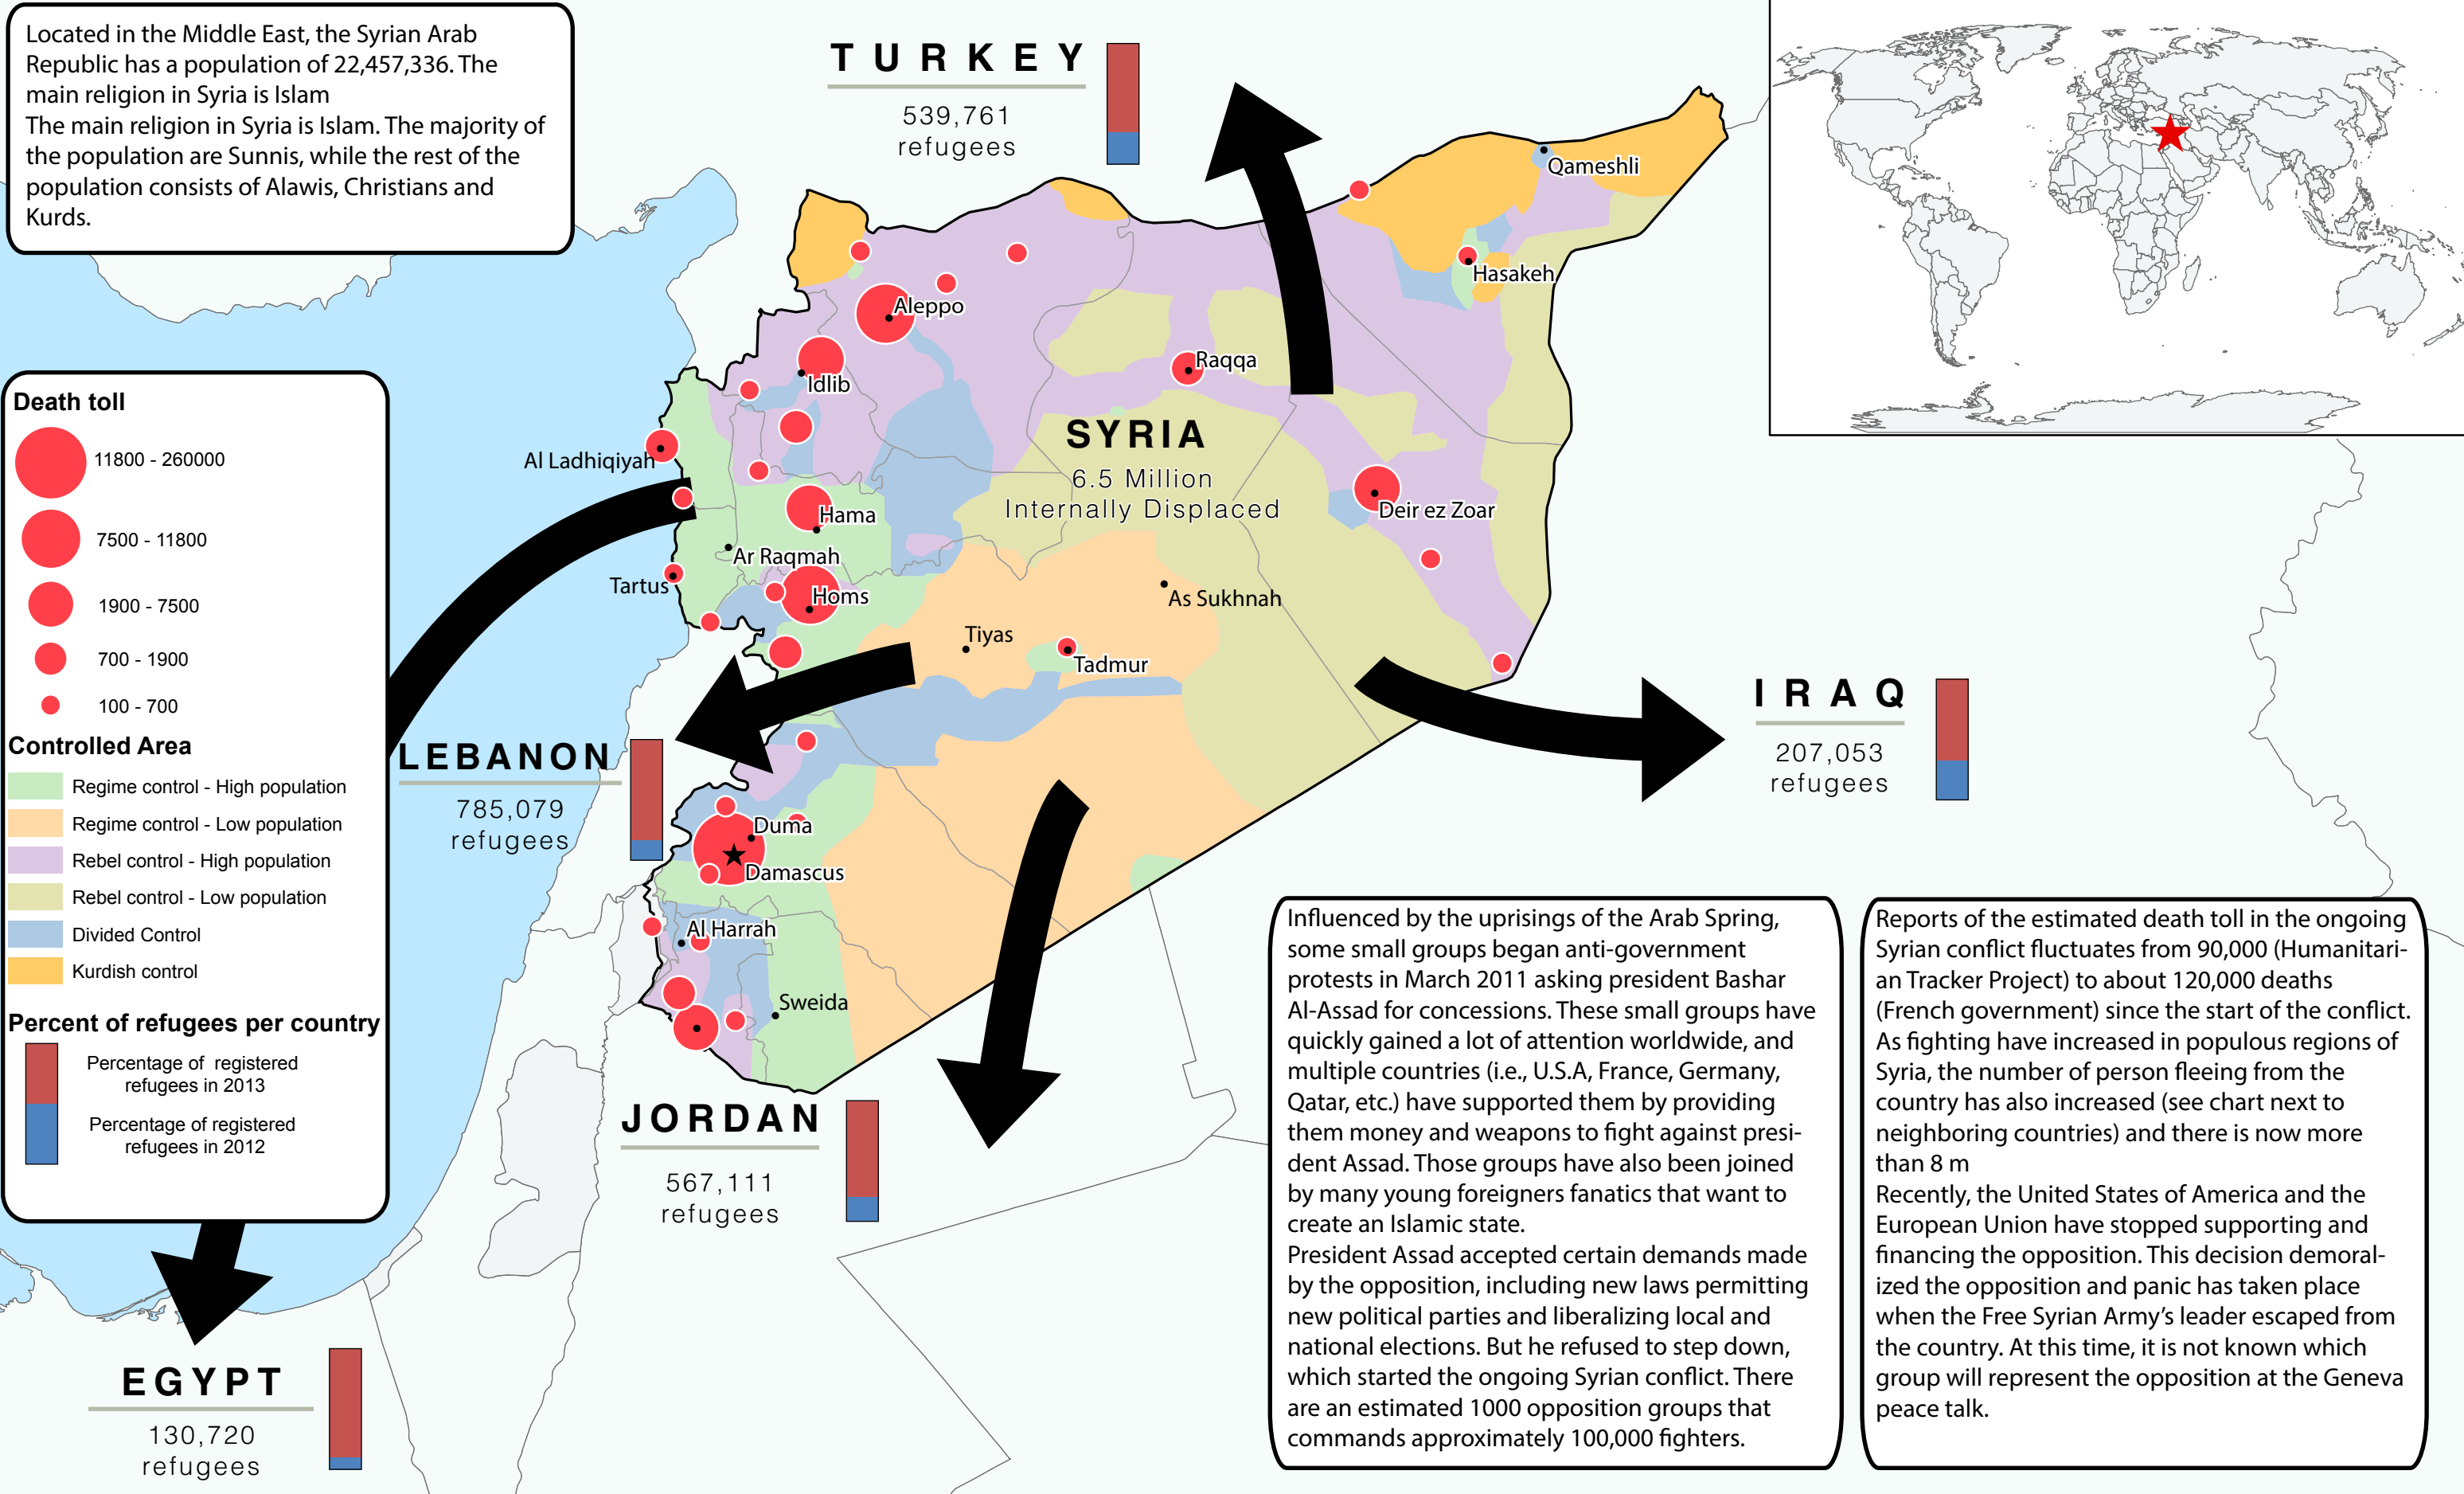 Located in the Middle East, the Syrian Arab
Republic has a population of 22,457,336. The
main religion in Syria is Islam
The main religion in Syria is Islam. The majority of
the population are Sunnis, while the rest of the
population consists of Alawis, Christians and
Kurds.
TURKEY
539,761
refugees
Qameshli
Hasakeh
Aleppo
Raqqa
Idlib
SYRIA
6.5 Million
Internally Displaced
Al Ladhiqiyah
Hama
Deir ez Zoar
Ar Raqmah
Tartus
Homs
As Sukhnah
Tiyas
Tadmur
Duma
Damascus
Al Harrah
Sweida
Death toll
11800 - 260000
7500 - 11800
1900 - 7500
700 - 1900
100 - 700
Controlled Area
Regime control - High population
Regime control - Low population
Rebel control - High population
Rebel control - Low population
Divided Control
Kurdish control
Percent of refugees per country
Percentage of registered
refugees in 2013
Percentage of registered
refugees in 2012
LEBANON
785,079
refugees
IRAQ
207,053
refugees
JORDAN
567,111
refugees
EGYPT
130,720
refugees
Influenced by the uprisings of the Arab Spring,
some small groups began anti-government
protests in March 2011 asking president Bashar
Al-Assad for concessions. These small groups have
quickly gained a lot of attention worldwide, and
multiple countries (i.e., U.S.A, France, Germany,
Qatar, etc.) have supported them by providing
them money and weapons to fight against presi-
dent Assad. Those groups have also been joined
by many young foreigners fanatics that want to
create an Islamic state.
President Assad accepted certain demands made
by the opposition, including new laws permitting
new political parties and liberalizing local and
national elections. But he refused to step down,
which started the ongoing Syrian conflict. There
are an estimated 1000 opposition groups that
commands approximately 100,000 fighters.
Reports of the estimated death toll in the ongoing
Syrian conflict fluctuates from 90,000 (Humanitari-
an Tracker Project) to about 120,000 deaths
(French government) since the start of the conflict.
As fighting have increased in populous regions of
Syria, the number of person fleeing from the
country has also increased (see chart next to
neighboring countries) and there is now more
than 8 m
Recently, the United States of America and the
European Union have stopped supporting and
financing the opposition. This decision demoral-
ized the opposition and panic has taken place
when the Free Syrian Army's leader escaped from
the country. At this time, it is not known which
group will represent the opposition at the Geneva
peace talk.